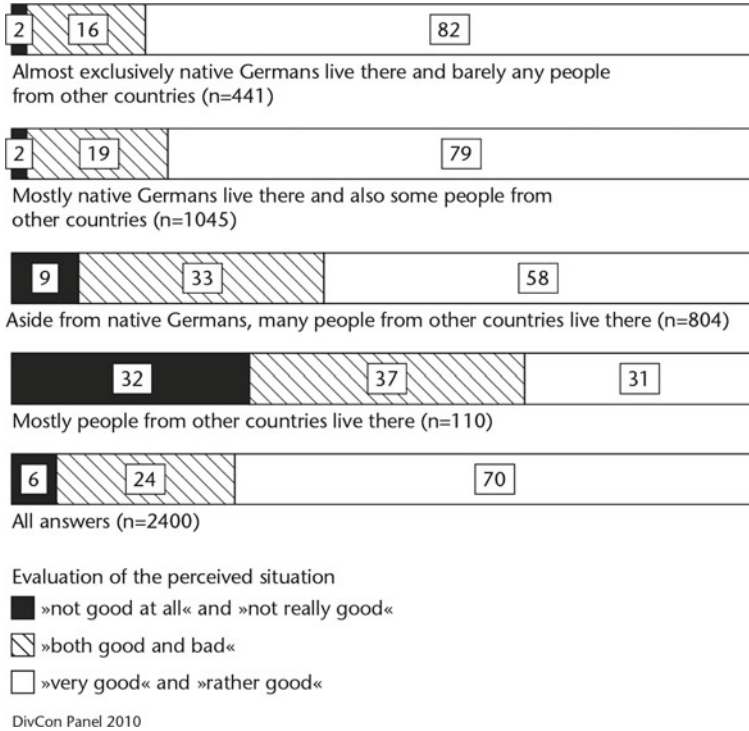 2 16 82
Almost exclusively native Germans live there and barely any people
from other countries (n=441)
2 19 79
Mostly native Germans live there and also some people from
other countries (n=1045)
9 33 58
Aside from native Germans, many people from other countries live there (n=804)
32 37 31
Mostly people from other countries live there (n=110)
6 24 70
All answers (n=2400)
Evaluation of the perceived situation
»not good at all« and »not really good«
»both good and bad«
»very good« and »rather good«
DivCon Panel 2010